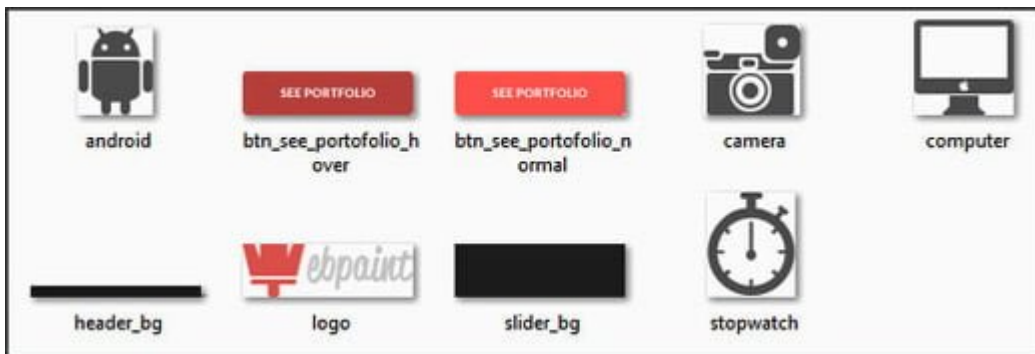 SEE PORTFOLIO SEE PORTFOLIO
android btn_see_portofolio_h btn_see_portofolio_n camera computer
over ormal
ebpaint
header_bg logo slider_bg stopwatch